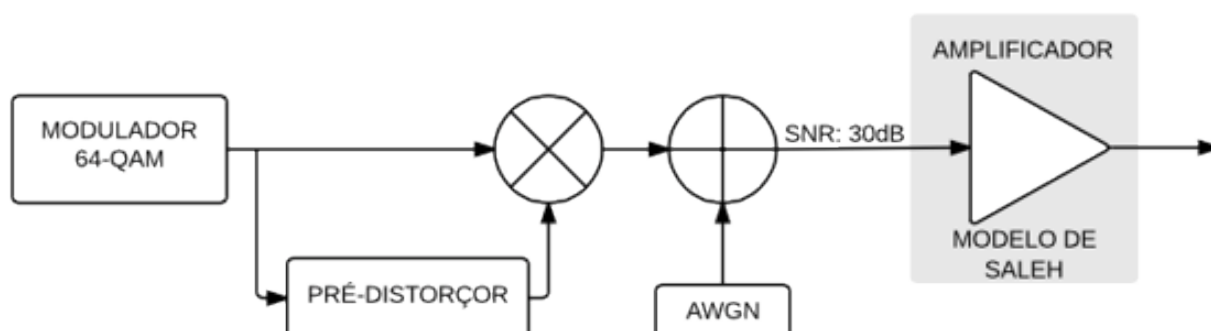 MODULADOR
64-QAM
PRÉ-DISTORÇOR
SNR: 30dB
AWGN
AMPLIFICADOR
MODELO DE
SALEH